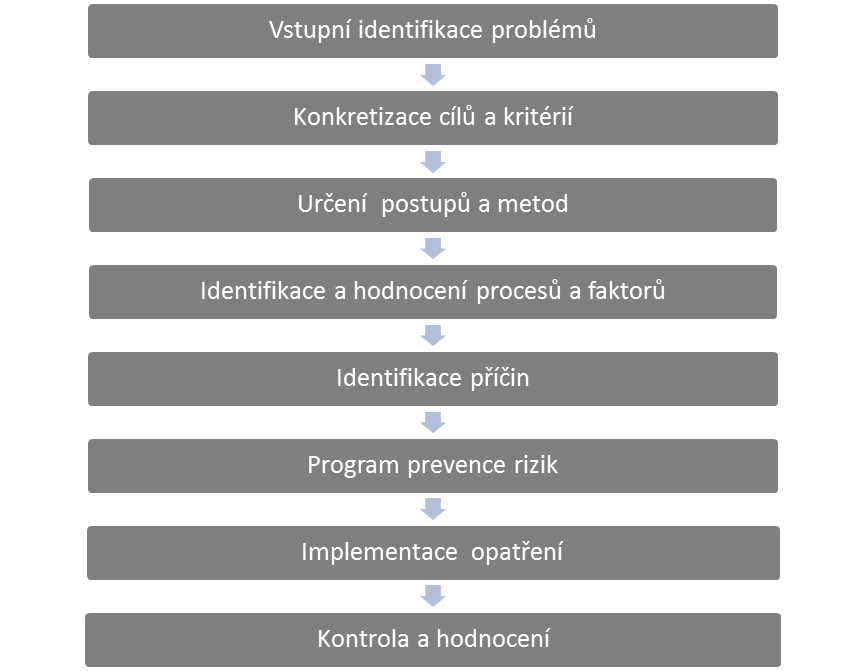 Vstupní identifikace problémů
Konkretizace cílů a kritérií
Určení  postupů a metod
Identifikace a hodnocení procesů a faktorů
Identifikace příčin
Program prevence rizik
Implementace  opatření
Kontrola a hodnocení